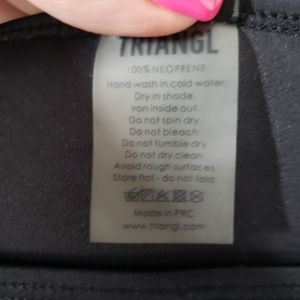 TRIANGL
100% NEOPRENE
Hand wash in cold water.
Dry in shade.
Iron inside out.
Do not spin dry.
Do not bleach.
Do not tumble dry.
Do not dry clean.
Avoid rough surfaces.
Store flat - do not fold.
Made in PRC
www.triangl.com